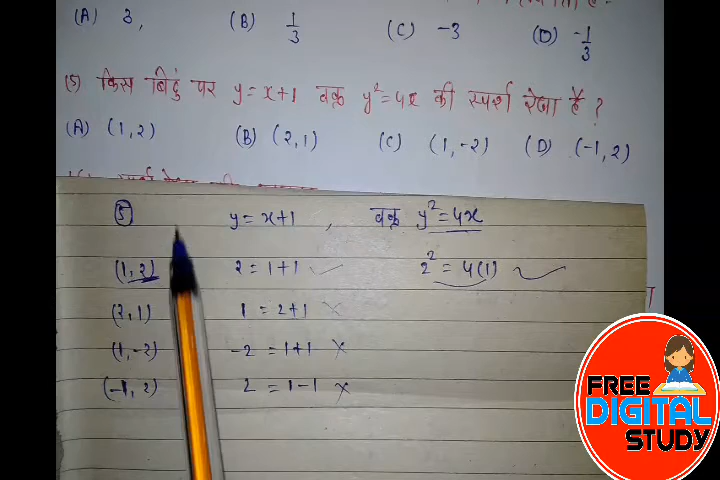 (A) 3, (B) 1/3 (C) -3 (D) -1/3
(5) किस बिदुं पर y=x+1 वक्र y²=4x की स्पर्श रेखा है ?
(A) (1,2) (B) (2,1) (C) (1,-2) (D) (-1,2)
5 y=x+1 , वक्र y²=4x
(1,2) 2=1+1 ✓ 2²=4(1) ✓
(2,1) 1=2+1 ×
(1,-2) -2=1+1 ×
(-1,2) 2=1-1 ×
FREE
DIGITAL
STUDY